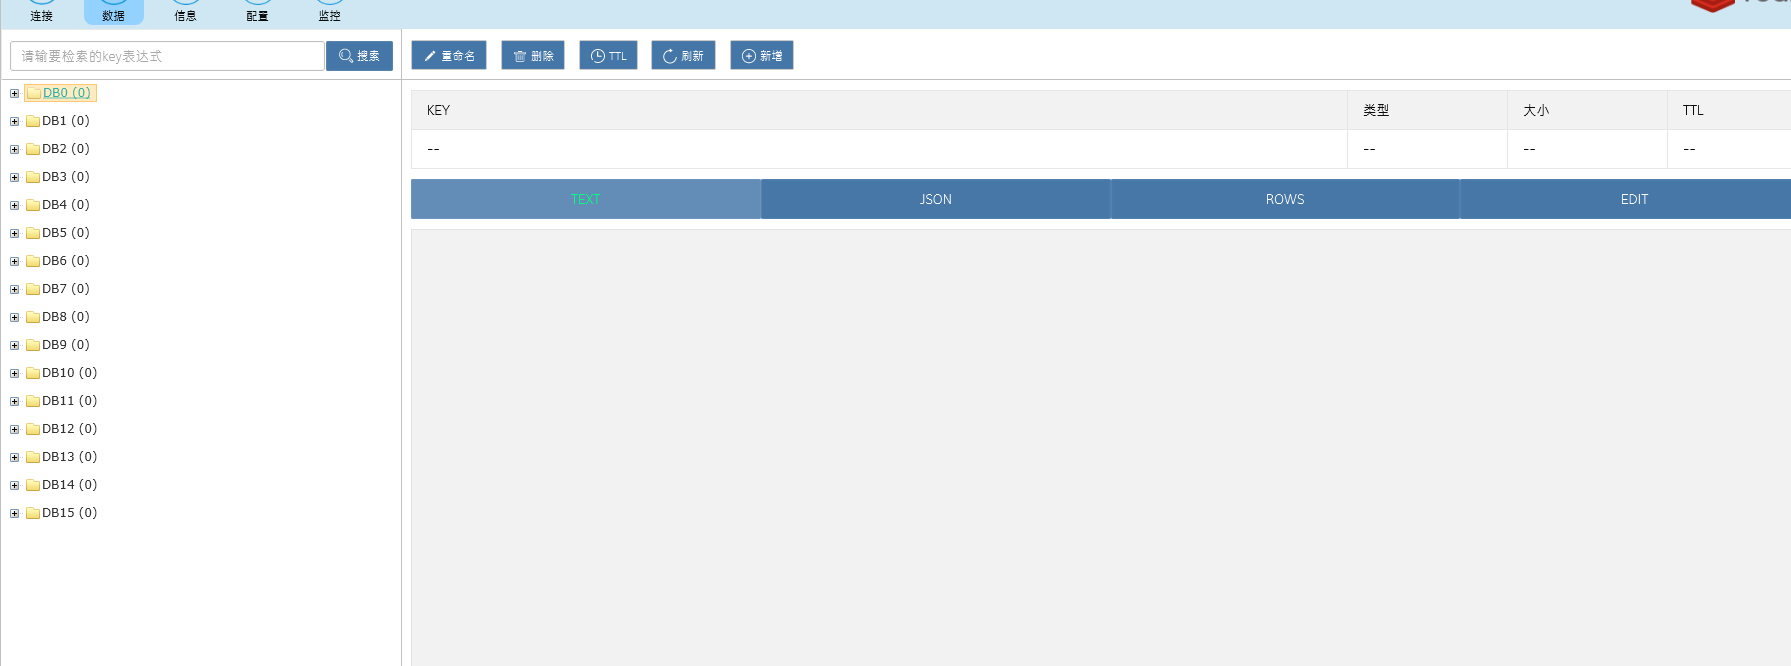 连接 数据 信息 配置 监控
请输要检索的key表达式 搜索 重命名 删除 TTL 刷新 新增
DB0 (0)
DB1 (0)
DB2 (0)
DB3 (0)
DB4 (0)
DB5 (0)
DB6 (0)
DB7 (0)
DB8 (0)
DB9 (0)
DB10 (0)
DB11 (0)
DB12 (0)
DB13 (0)
DB14 (0)
DB15 (0)
KEY 类型 大小 TTL
-- -- -- --
TEXT JSON ROWS EDIT